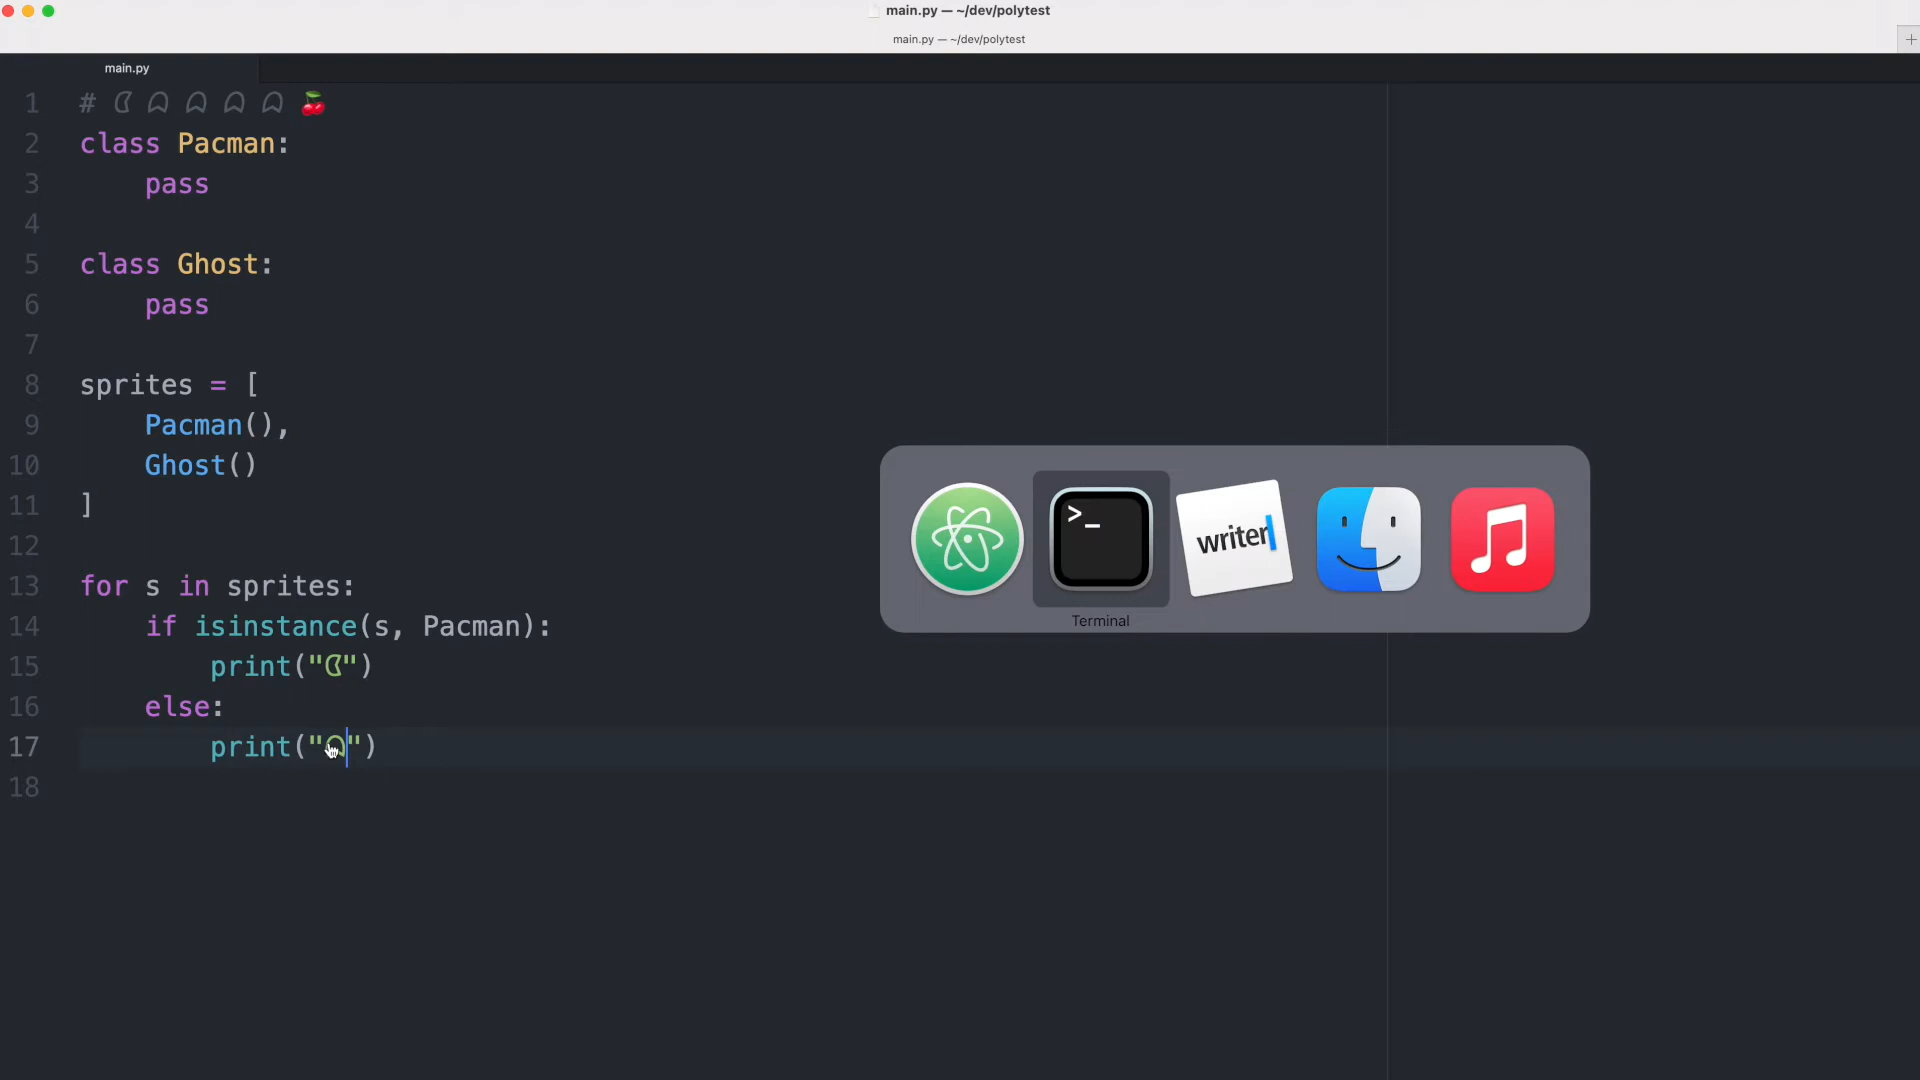 main.py — ~/dev/polytest
main.py — ~/dev/polytest
main.py
1 # ᗧ ᗣ ᗣ ᗣ ᗣ 🍒
2 class Pacman:
3     pass
4
5 class Ghost:
6     pass
7
8 sprites = [
9     Pacman(),
10     Ghost()
11 ]
12
13 for s in sprites:
14     if isinstance(s, Pacman):
15         print("ᗧ")
16     else:
17         print("ᗣ")
18
>_
writer
Terminal